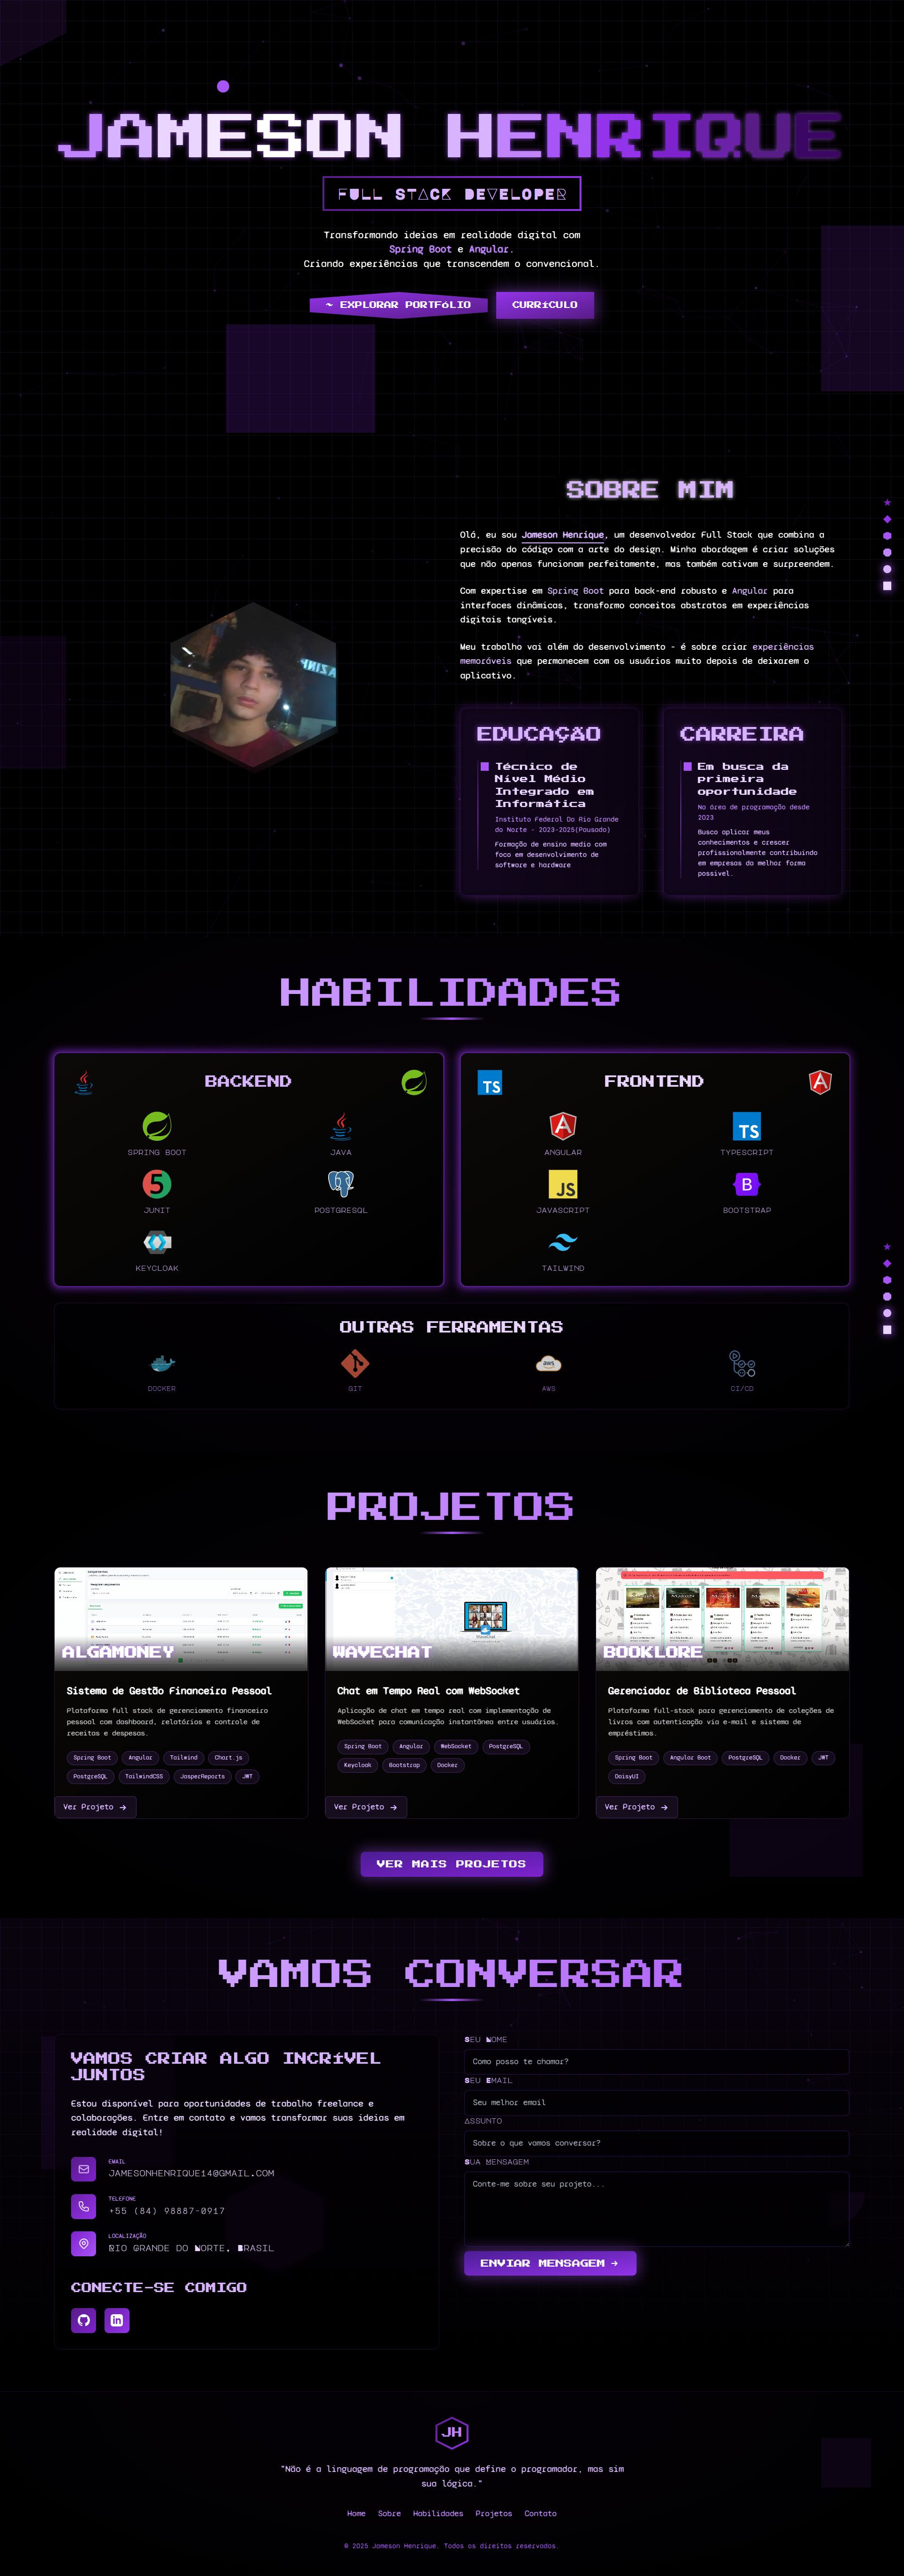 JAMESON HENRIQUE
FULL STACK DEVELOPER
Transformando ideias em realidade digital com
Spring Boot e Angular.
Criando experiências que transcendem o convencional.
~ EXPLORAR PORTFóLIO
CURRíCULO
SOBRE MIM
Olá, eu sou Jameson Henrique, um desenvolvedor Full Stack que combina a
precisão do código com a arte do design. Minha abordagem é criar soluções
que não apenas funcionam perfeitamente, mas também cativam e surpreendem.
Com expertise em Spring Boot para back-end robusto e Angular para
interfaces dinâmicas, transformo conceitos abstratos em experiências
digitais tangíveis.
Meu trabalho vai além do desenvolvimento - é sobre criar experiências
memoráveis que permanecem com os usuários muito depois de deixarem o
aplicativo.
EDUCAÇÃO
Técnico de
Nível Médio
Integrado em
Informática
Instituto Federal Do Rio Grande
do Norte - 2023-2025(Pausado)
Formação de ensino medio com
foco em desenvolvimento de
software e hardware
CARREIRA
Em busca da
primeira
oportunidade
Na área de programação desde
2023
Busco aplicar meus
conhecimentos e crescer
profissionalmente contribuindo
em empresas da melhor forma
possivel.
HABILIDADES
BACKEND
SPRING BOOT
JAVA
JUNIT
POSTGRESQL
KEYCLOAK
TS
FRONTEND
ANGULAR
TS
TYPESCRIPT
JS
JAVASCRIPT
B
BOOTSTRAP
TAILWIND
OUTRAS FERRAMENTAS
DOCKER
GIT
aws
AWS
CI/CD
PROJETOS
ALGAMONEY
Sistema de Gestão Financeira Pessoal
Plataforma full stack de gerenciamento financeiro
pessoal com dashboard, relatórios e controle de
receitas e despesas.
Spring Boot
Angular
Tailwind
Chart.js
PostgreSQL
TailwindCSS
JasperReports
JWT
Ver Projeto →
WAVECHAT
Chat em Tempo Real com WebSocket
Aplicação de chat em tempo real com implementação de
WebSocket para comunicação instantânea entre usuários.
Spring Boot
Angular
WebSocket
PostgreSQL
Keycloak
Bootstrap
Docker
Ver Projeto →
BOOKLORE
Gerenciador de Biblioteca Pessoal
Plataforma full-stack para gerenciamento de coleções de
livros com autenticação via e-mail e sistema de
empréstimos.
Spring Boot
Angular Boot
PostgreSQL
Docker
JWT
DaisyUI
Ver Projeto →
VER MAIS PROJETOS
VAMOS CONVERSAR
VAMOS CRIAR ALGO INCRíVEL
JUNTOS
Estou disponível para oportunidades de trabalho freelance e
colaborações. Entre em contato e vamos transformar suas ideias em
realidade digital!
EMAIL
JAMESONHENRIQUE14@GMAIL.COM
TELEFONE
+55 (84) 98887-0917
LOCALIZAÇÃO
RIO GRANDE DO NORTE, BRASIL
CONECTE-SE COMIGO
SEU NOME
Como posso te chamar?
SEU EMAIL
Seu melhor email
ASSUNTO
Sobre o que vamos conversar?
SUA MENSAGEM
Conte-me sobre seu projeto...
ENVIAR MENSAGEM →
JH
"Não é a linguagem de programação que define o programador, mas sim
sua lógica."
Home Sobre Habilidades Projetos Contato
© 2025 Jameson Henrique. Todos os direitos reservados.